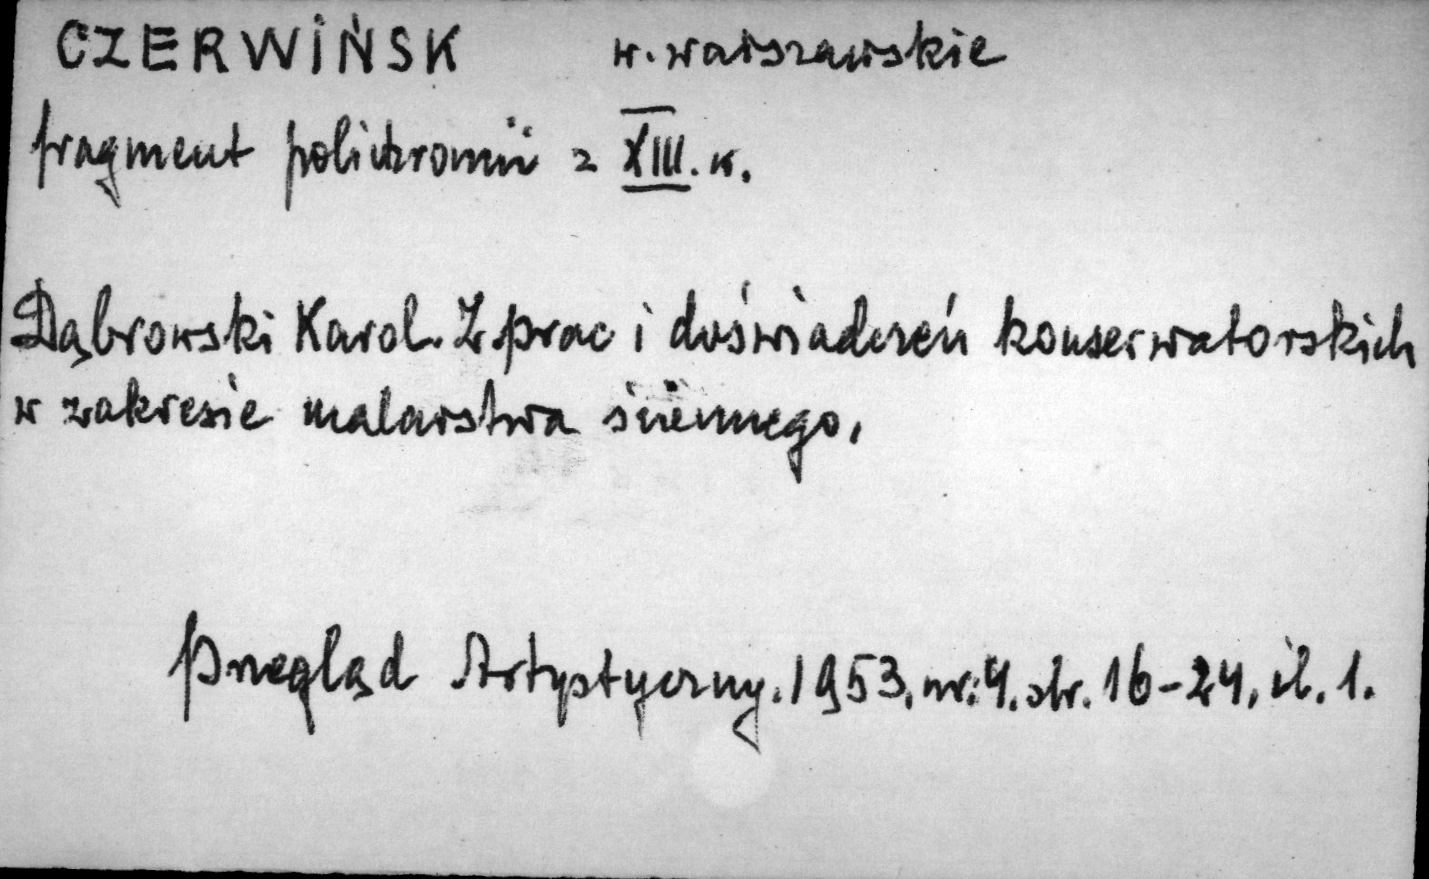 CZERWIŃSK w. warszawskie
fragment polichromii z XIII. w.
Dąbrowski Karol. Z prac i doświadczeń konserwatorskich
w zakresie malarstwa ściennego.
Przegląd Artystyczny. 1953. nr. 4. str. 16-24, il. 1.